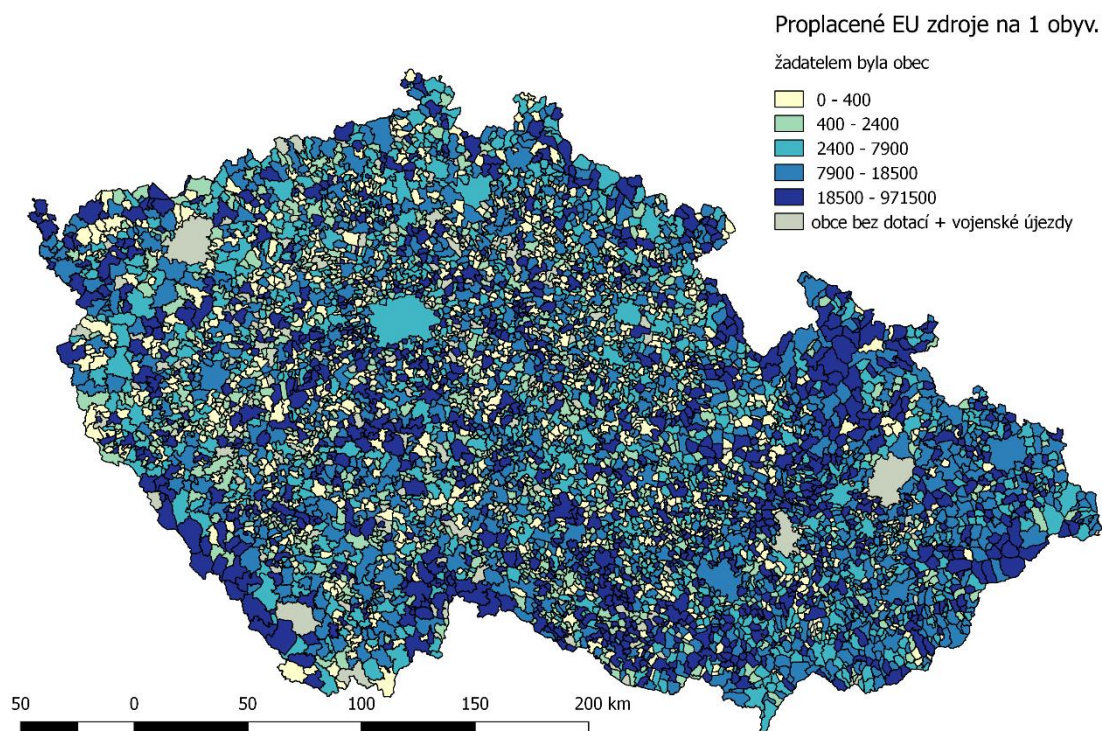 Proplacené EU zdroje na 1 obyv.
žadatelem byla obec
0 - 400
400 - 2400
2400 - 7900
7900 - 18500
18500 - 971500
obce bez dotací + vojenské újezdy
50 0 50 100 150 200 km